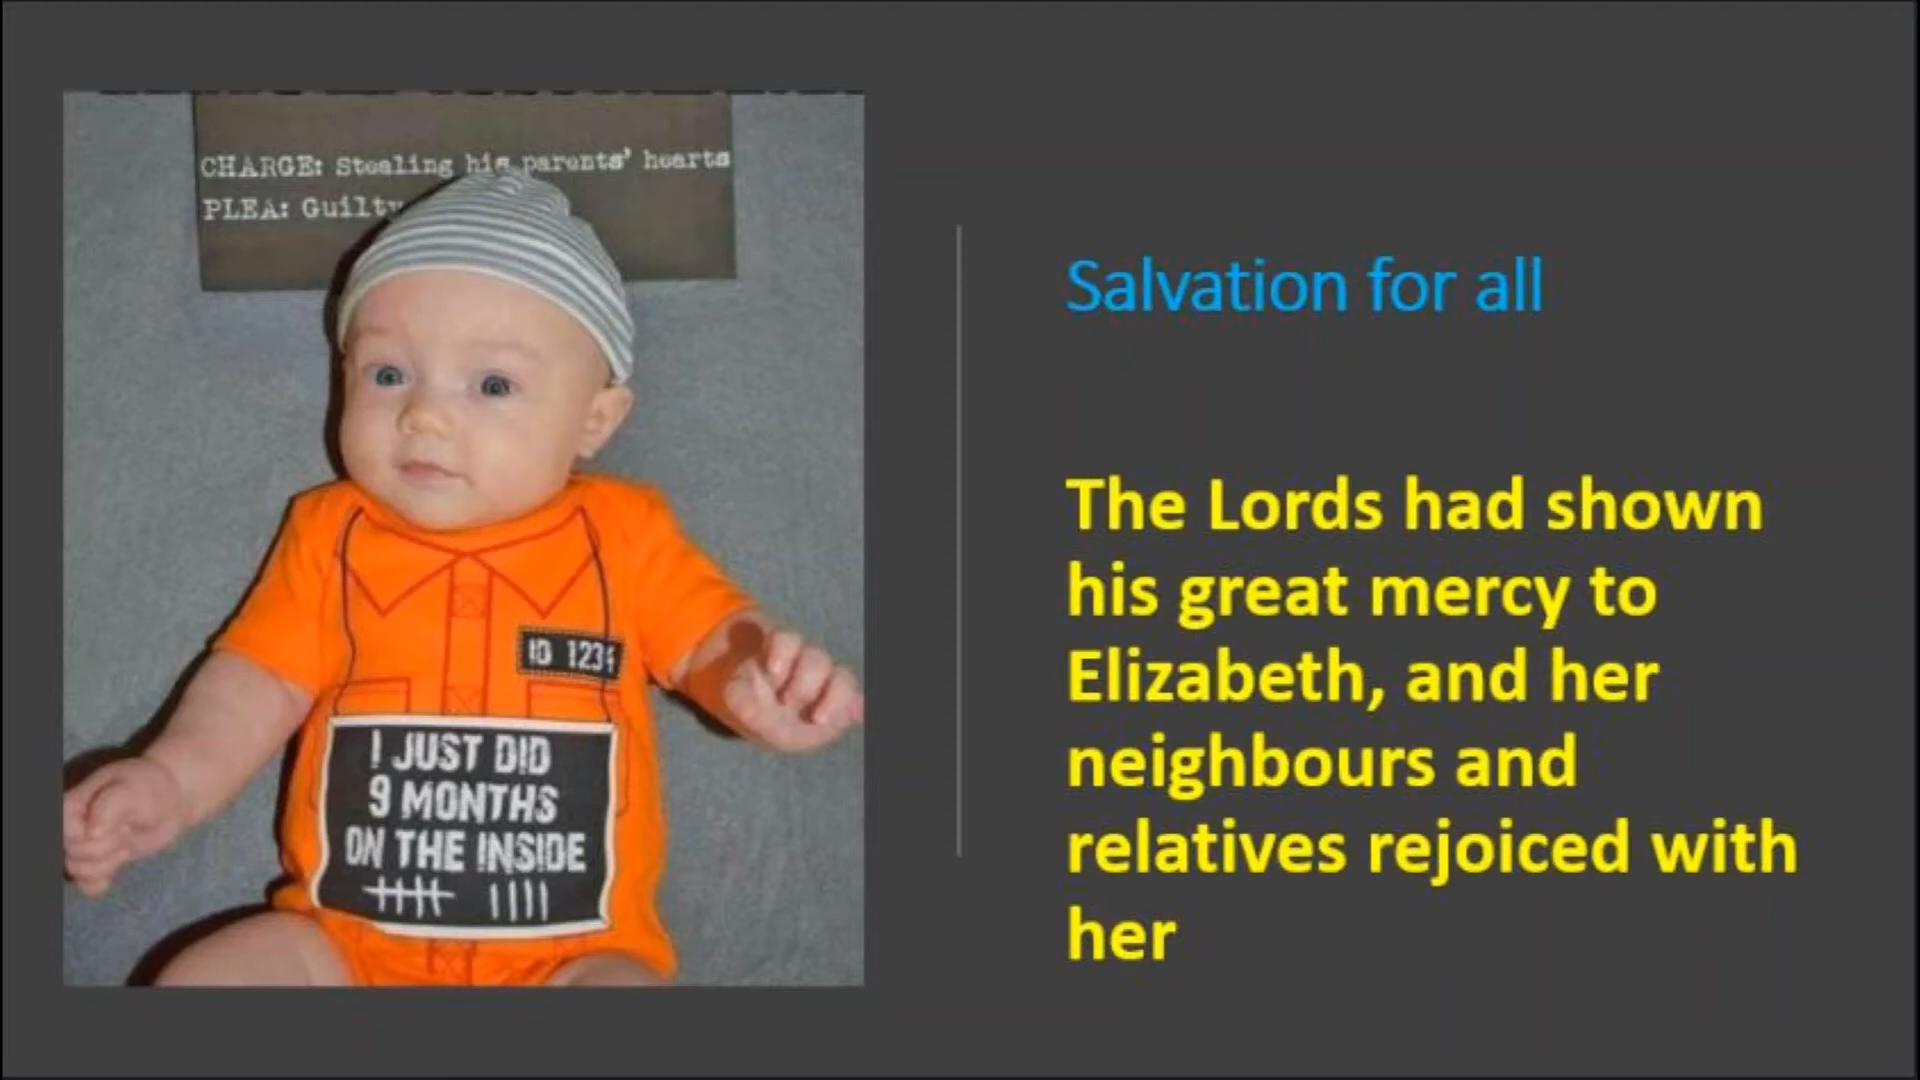 CHARGE: Stealing his parents' hearts
PLEA: Guilty
ID 1234
I JUST DID
9 MONTHS
ON THE INSIDE
Salvation for all
The Lords had shown
his great mercy to
Elizabeth, and her
neighbours and
relatives rejoiced with
her